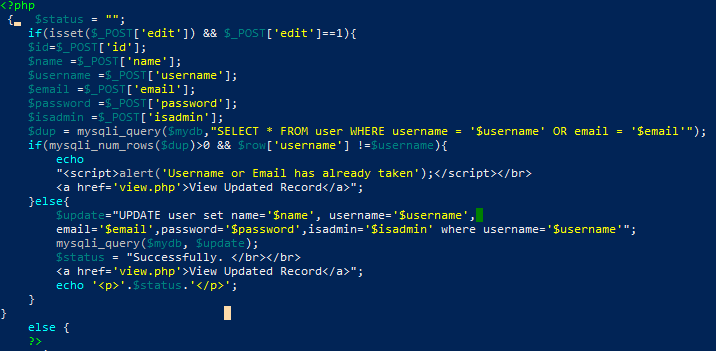 <?php
{  $status = "";
if(isset($_POST['edit']) && $_POST['edit']==1){
$id=$_POST['id'];
$name =$_POST['name'];
$username =$_POST['username'];
$email =$_POST['email'];
$password =$_POST['password'];
$isadmin =$_POST['isadmin'];
$dup = mysqli_query($mydb,"SELECT * FROM user WHERE username = '$username' OR email = '$email'");
if(mysqli_num_rows($dup)>0 && $row['username'] !=$username){
echo
"<script>alert('Username or Email has already taken');</script></br>
<a href='view.php'>View Updated Record</a>";
}else{
$update="UPDATE user set name='$name', username='$username',
email='$email',password='$password',isadmin='$isadmin' where username='$username'";
mysqli_query($mydb, $update);
$status = "Successfully. </br></br>
<a href='view.php'>View Updated Record</a>";
echo '<p>'.$status.'</p>';
}
}
else {
?>